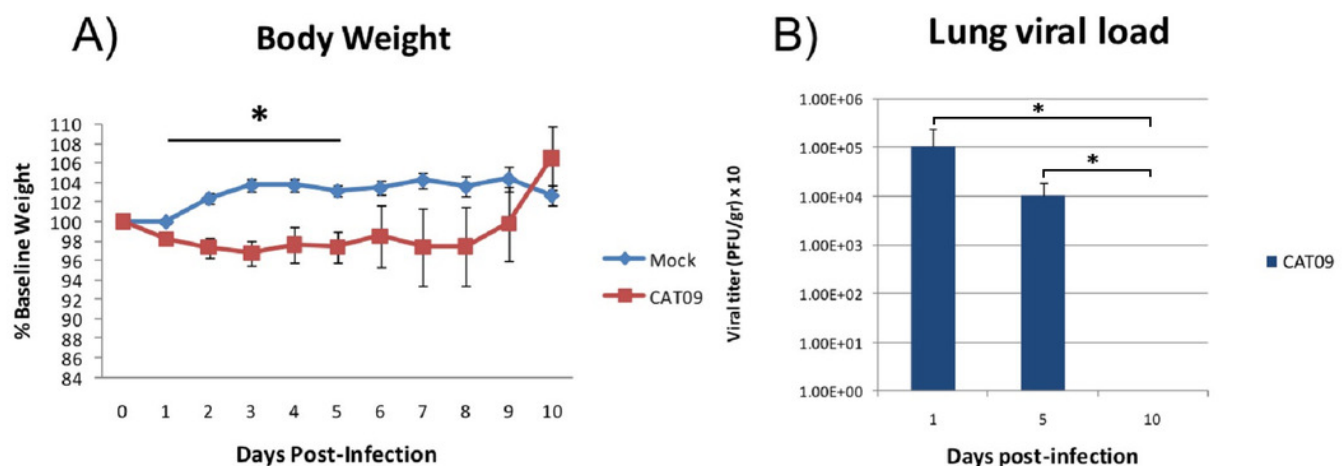 A)
Body Weight
*
% Baseline Weight
110
108
106
104
102
100
98
96
94
92
90
88
86
84
0 1 2 3 4 5 6 7 8 9 10
Days Post-Infection
Mock
CAT09
B)
Lung viral load
*
*
Viral titer (PFU/gr) x 10
1.00E+06
1.00E+05
1.00E+04
1.00E+03
1.00E+02
1.00E+01
1.00E+00
1 5 10
Days post-infection
CAT09